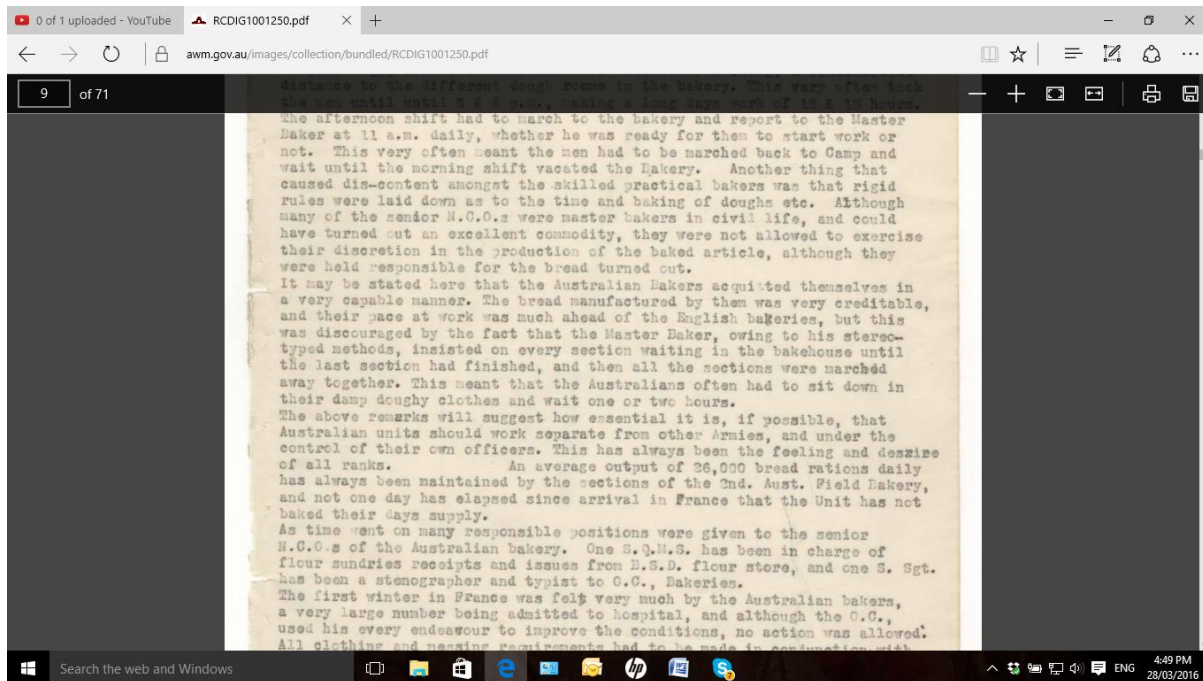 0 of 1 uploaded - YouTube
RCDIG1001250.pdf
awm.gov.au/images/collection/bundled/RCDIG1001250.pdf
9 of 71
distance to the different dough rooms in the bakery. This very often took
the men until until 5 & 6 p.m., making a long days work of 12 & 13 hours.
The afternoon shift had to march to the bakery and report to the Master
Baker at 11 a.m. daily, whether he was ready for them to start work or
not. This very often meant the men had to be marched back to Camp and
wait until the morning shift vacated the Bakery. Another thing that
caused dis-content amongst the skilled practical bakers was that rigid
rules were laid down as to the time and baking of doughs etc. Although
many of the senior N.C.O.s were master bakers in civil life, and could
have turned out an excellent commodity, they were not allowed to exercise
their discretion in the production of the baked article, although they
were held responsible for the bread turned out.
It may be stated here that the Australian Bakers acquitted themselves in
a very capable manner. The bread manufactured by them was very creditable,
and their pace at work was much ahead of the English bakeries, but this
was discouraged by the fact that the Master Baker, owing to his stereo-
typed methods, insisted on every section waiting in the bakehouse until
the last section had finished, and then all the sections were marched
away together. This meant that the Australians often had to sit down in
their damp doughy clothes and wait one or two hours.
The above remarks will suggest how essential it is, if possible, that
Australian units should work separate from other Armies, and under the
control of their own officers. This has always been the feeling and desxire
of all ranks. An average output of 26,000 bread rations daily
has always been maintained by the sections of the 2nd. Aust. Field Bakery,
and not one day has elapsed since arrival in France that the Unit has not
baked their days supply.
As time went on many responsible positions were given to the senior
N.C.O.s of the Australian bakery. One S.Q.M.S. has been in charge of
flour sundries receipts and issues from B.S.D. flour store, and one S. Sgt.
has been a stenographer and typist to O.C., Bakeries.
The first winter in France was felt very much by the Australian bakers,
a very large number being admitted to hospital, and although the O.C.,
used his every endeavour to improve the conditions, no action was allowed.
All clothing and messing requirements had to be made in conjunction with
Search the web and Windows
ENG
4:49 PM
28/03/2016